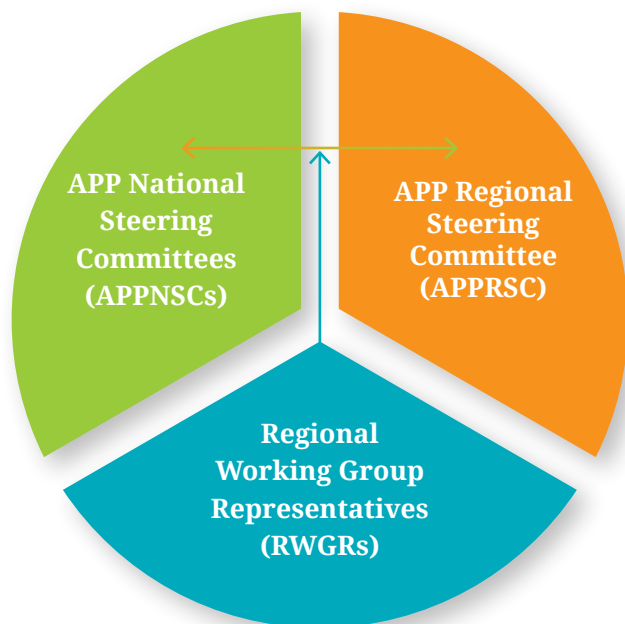 APP National
Steering
Committees
(APPNSCs)
APP Regional
Steering
Committee
(APPRSC)
Regional
Working Group
Representatives
(RWGRs)